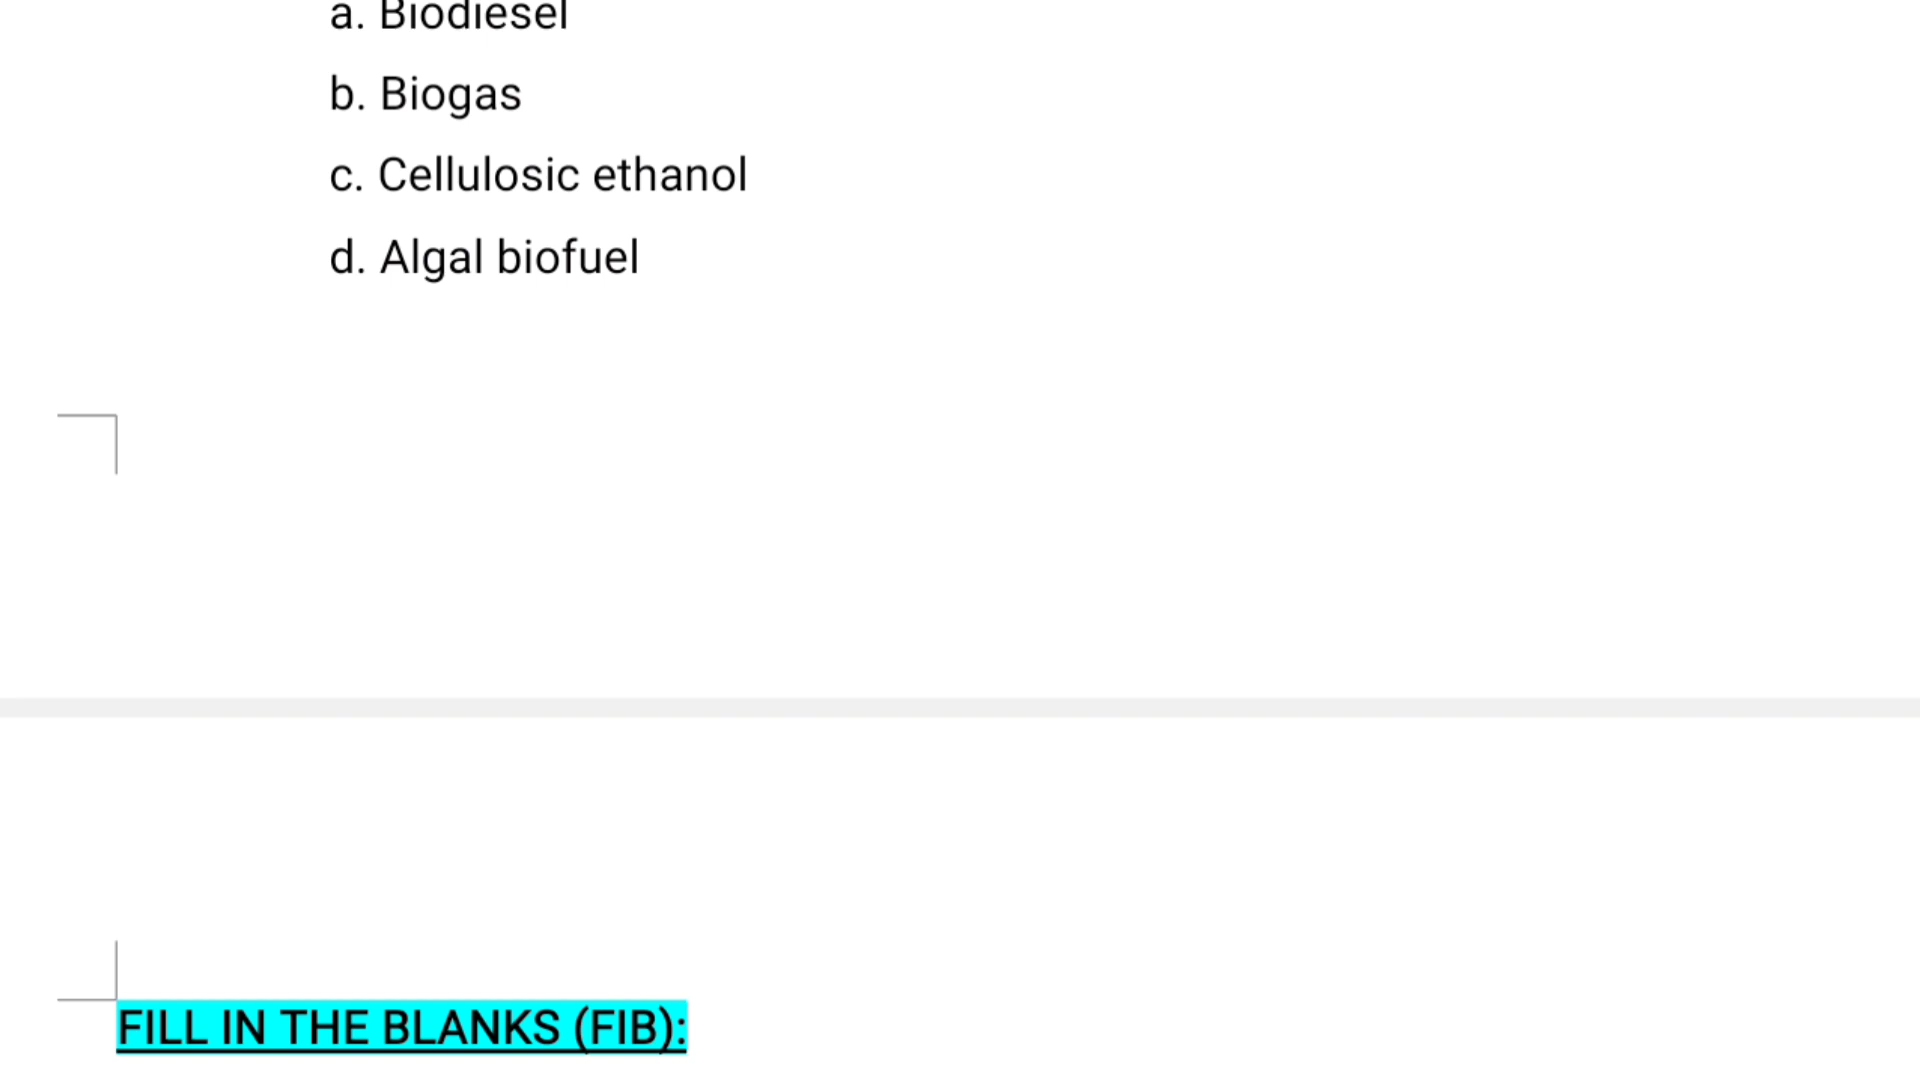 a. Biodiesel
b. Biogas
c. Cellulosic ethanol
d. Algal biofuel
FILL IN THE BLANKS (FIB):